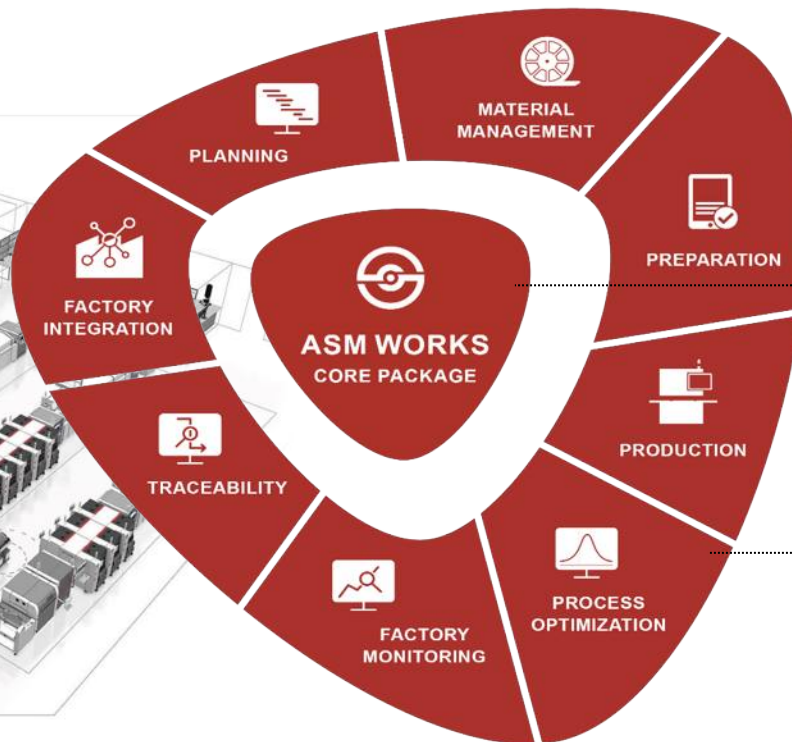 PLANNING
MATERIAL
MANAGEMENT
PREPARATION
FACTORY
INTEGRATION
ASM WORKS
CORE PACKAGE
PRODUCTION
TRACEABILITY
PROCESS
OPTIMIZATION
FACTORY
MONITORING